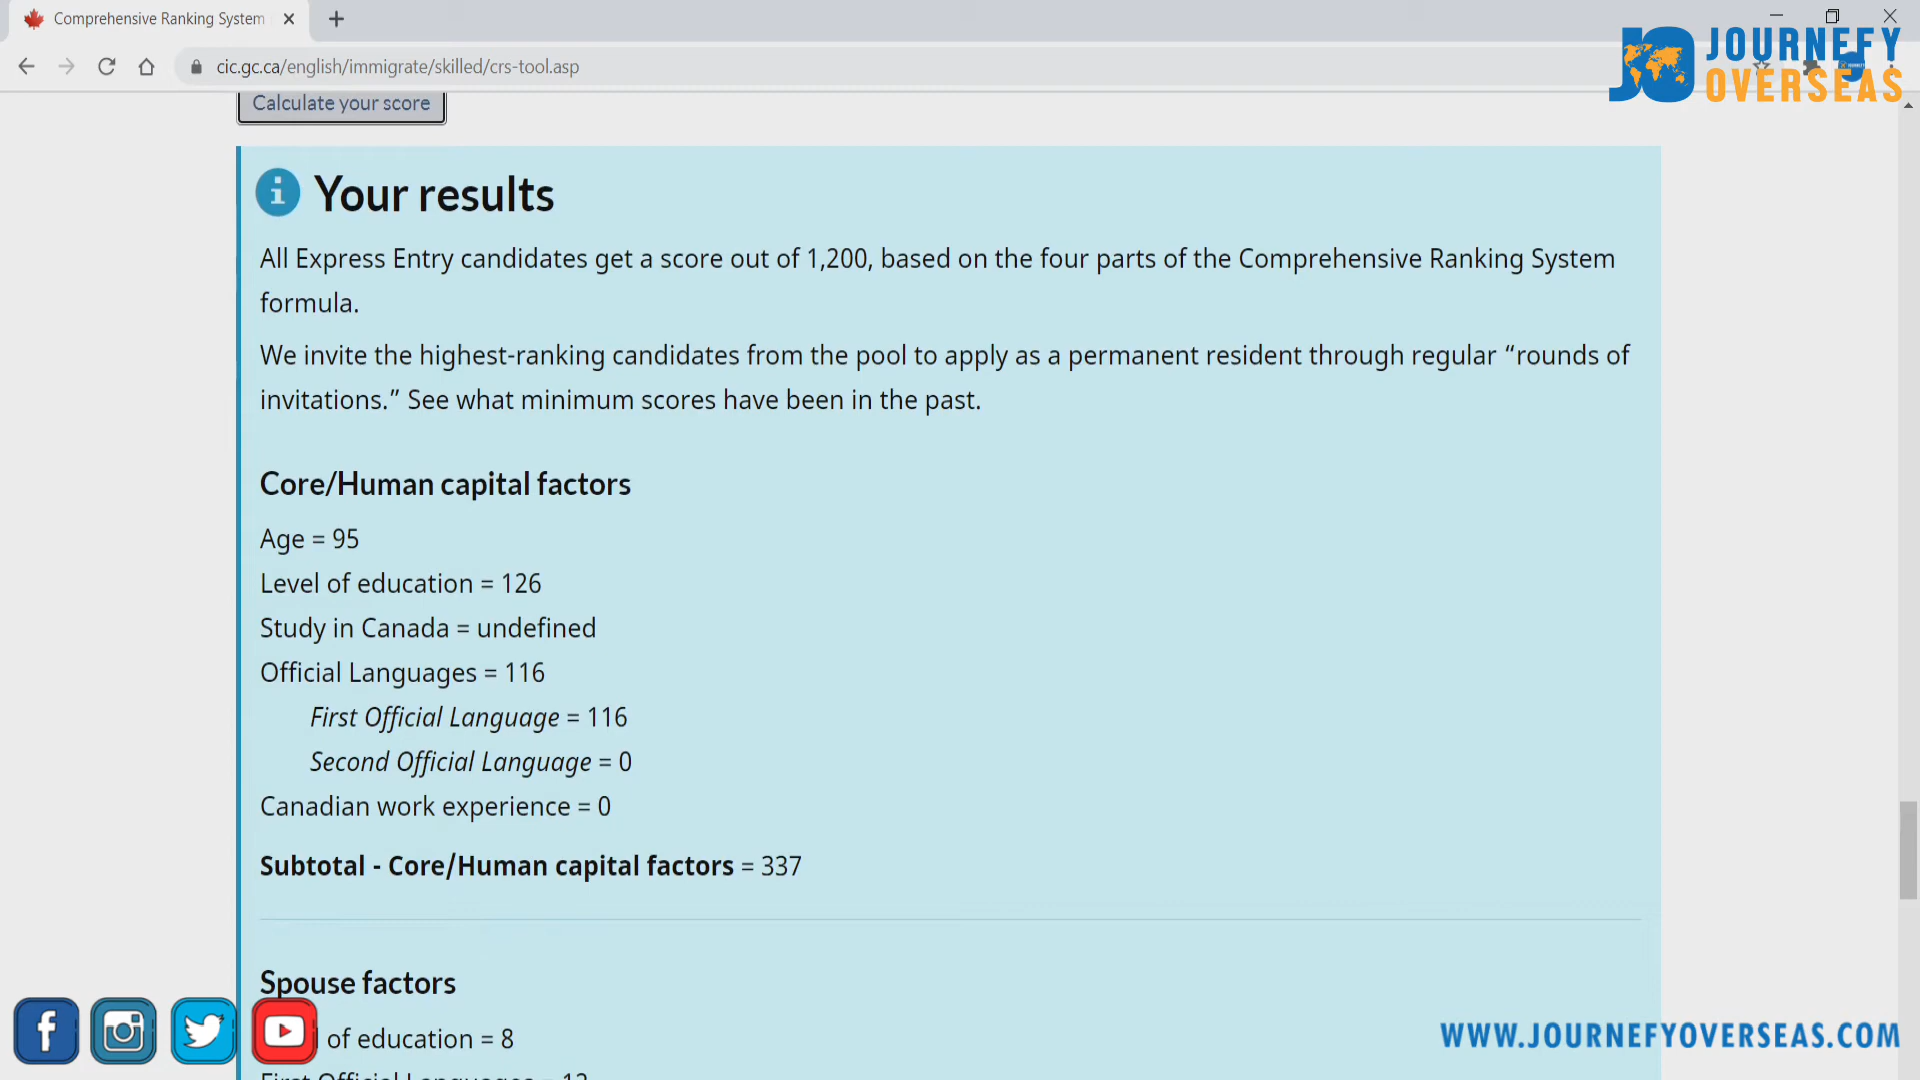 Comprehensive Ranking System
cic.gc.ca/english/immigrate/skilled/crs-tool.asp
JOURNEFY
OVERSEAS
Calculate your score
Your results
All Express Entry candidates get a score out of 1,200, based on the four parts of the Comprehensive Ranking System
formula.
We invite the highest-ranking candidates from the pool to apply as a permanent resident through regular “rounds of
invitations.” See what minimum scores have been in the past.
Core/Human capital factors
Age = 95
Level of education = 126
Study in Canada = undefined
Official Languages = 116
First Official Language = 116
Second Official Language = 0
Canadian work experience = 0
Subtotal - Core/Human capital factors = 337
Spouse factors
of education = 8
First Official Languages = 12
WWW.JOURNEFYOVERSEAS.COM